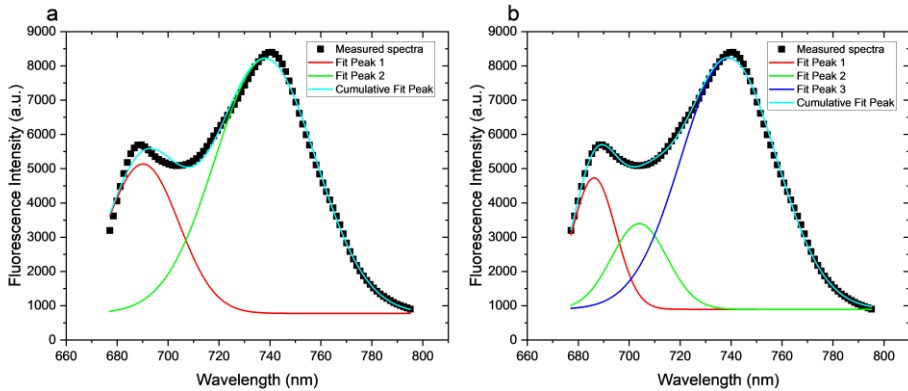 a
9000
8000
7000
6000
5000
4000
3000
2000
1000
0
Fluorescence Intensity (a.u.)
Measured spectra
Fit Peak 1
Fit Peak 2
Cumulative Fit Peak
660 680 700 720 740 760 780 800
Wavelength (nm)
b
9000
8000
7000
6000
5000
4000
3000
2000
1000
0
Fluorescence Intensity (a.u.)
Measured spectra
Fit Peak 1
Fit Peak 2
Fit Peak 3
Cumulative Fit Peak
660 680 700 720 740 760 780 800
Wavelength (nm)